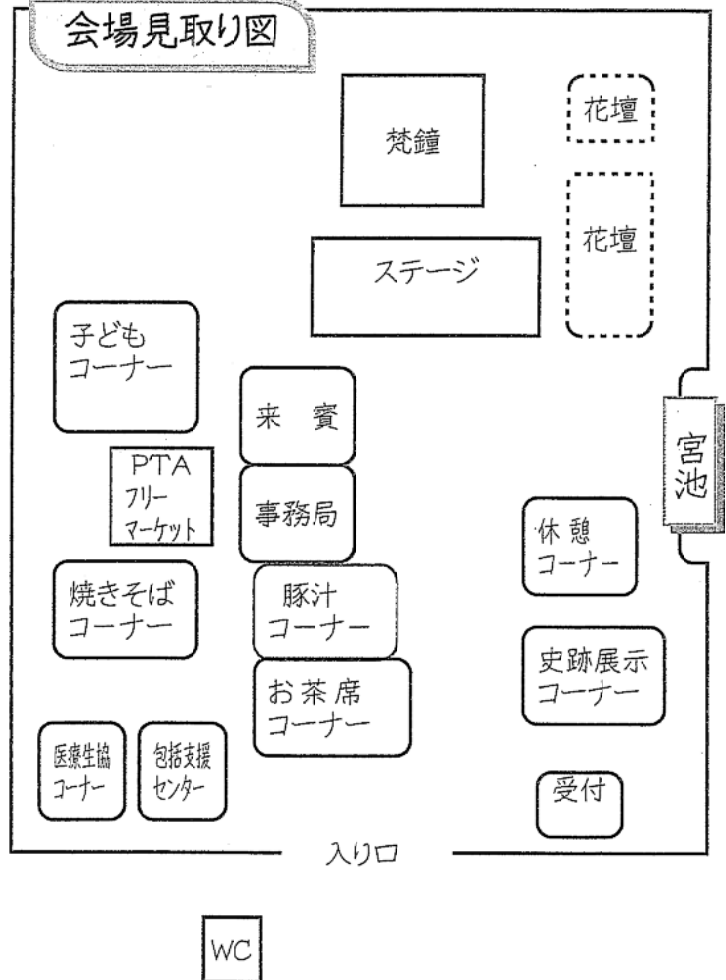 会場見取り図
梵鐘
花壇
花壇
ステージ
子ども
コーナー
来賓
宮池
PTA
フリー
マーケット
事務局
休憩
コーナー
焼きそば
コーナー
豚汁
コーナー
史跡展示
コーナー
お茶席
コーナー
医療生協
コーナー
包括支援
センター
受付
入り口
WC